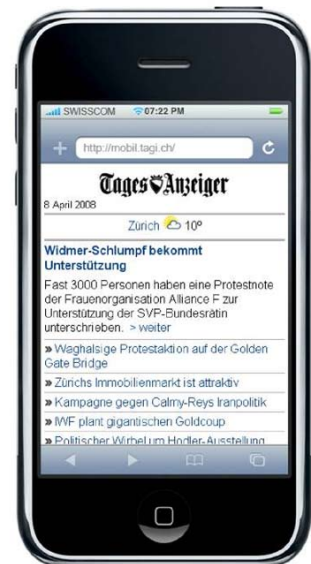 SWISSCOM 07:22 PM
http://mobil.tagi.ch/
Tages Anzeiger
8 April 2008
Zürich 10º
Widmer-Schlumpf bekommt
Unterstützung
Fast 3000 Personen haben eine Protestnote
der Frauenorganisation Alliance F zur
Unterstützung der SVP-Bundesrätin
unterschrieben. > weiter
» Waghalsige Protestaktion auf der Golden
Gate Bridge
» Zürichs Immobilienmarkt ist attraktiv
» Kampagne gegen Calmy-Reys Iranpolitik
» IWF plant gigantischen Goldcoup
» Politischer Wirbel um Hodler-Ausstellung